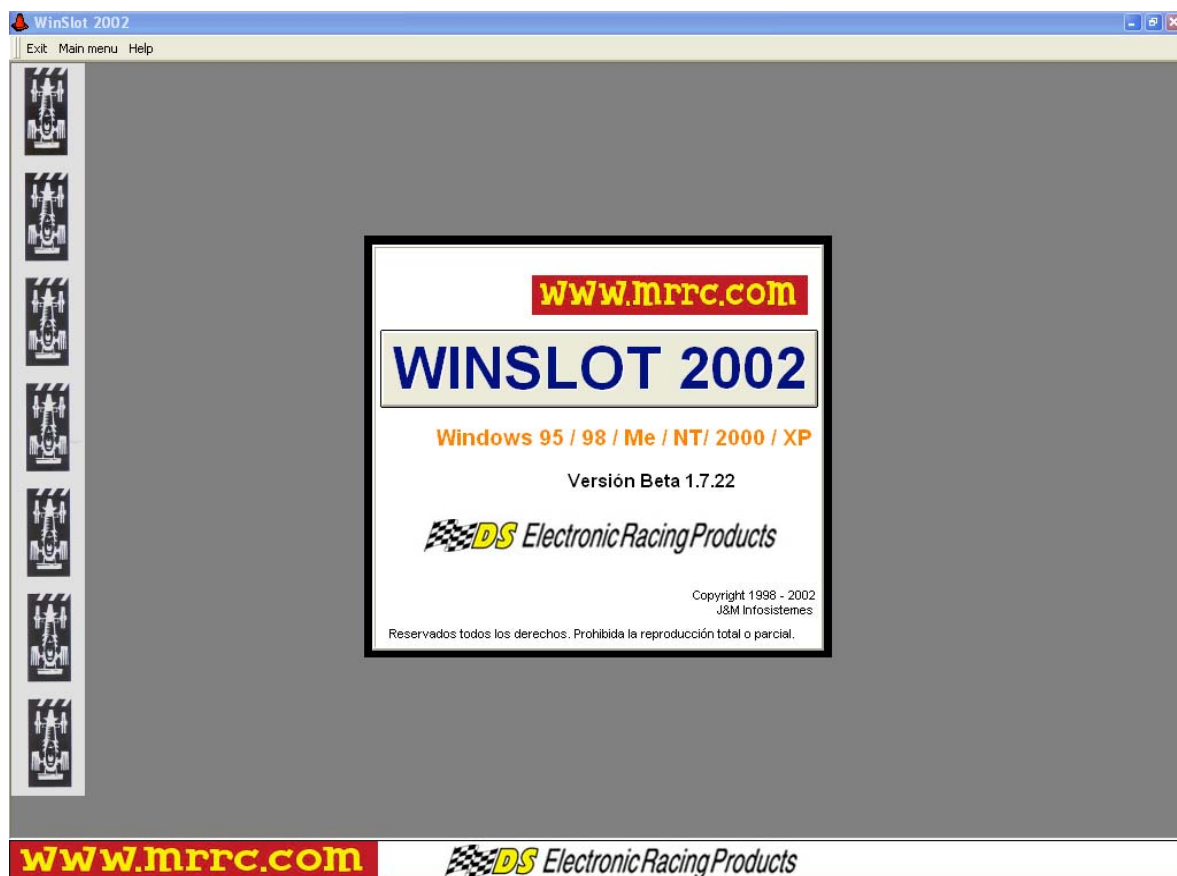 WinSlot 2002
Exit Main menu Help
www.mrrc.com
WINSLOT 2002
Windows 95 / 98 / Me / NT/ 2000 / XP
Versión Beta 1.7.22
DS Electronic Racing Products
Copyright 1998 - 2002
J&M Infosistemes
Reservados todos los derechos. Prohibida la reproducción total o parcial.
www.mrrc.com DS Electronic Racing Products